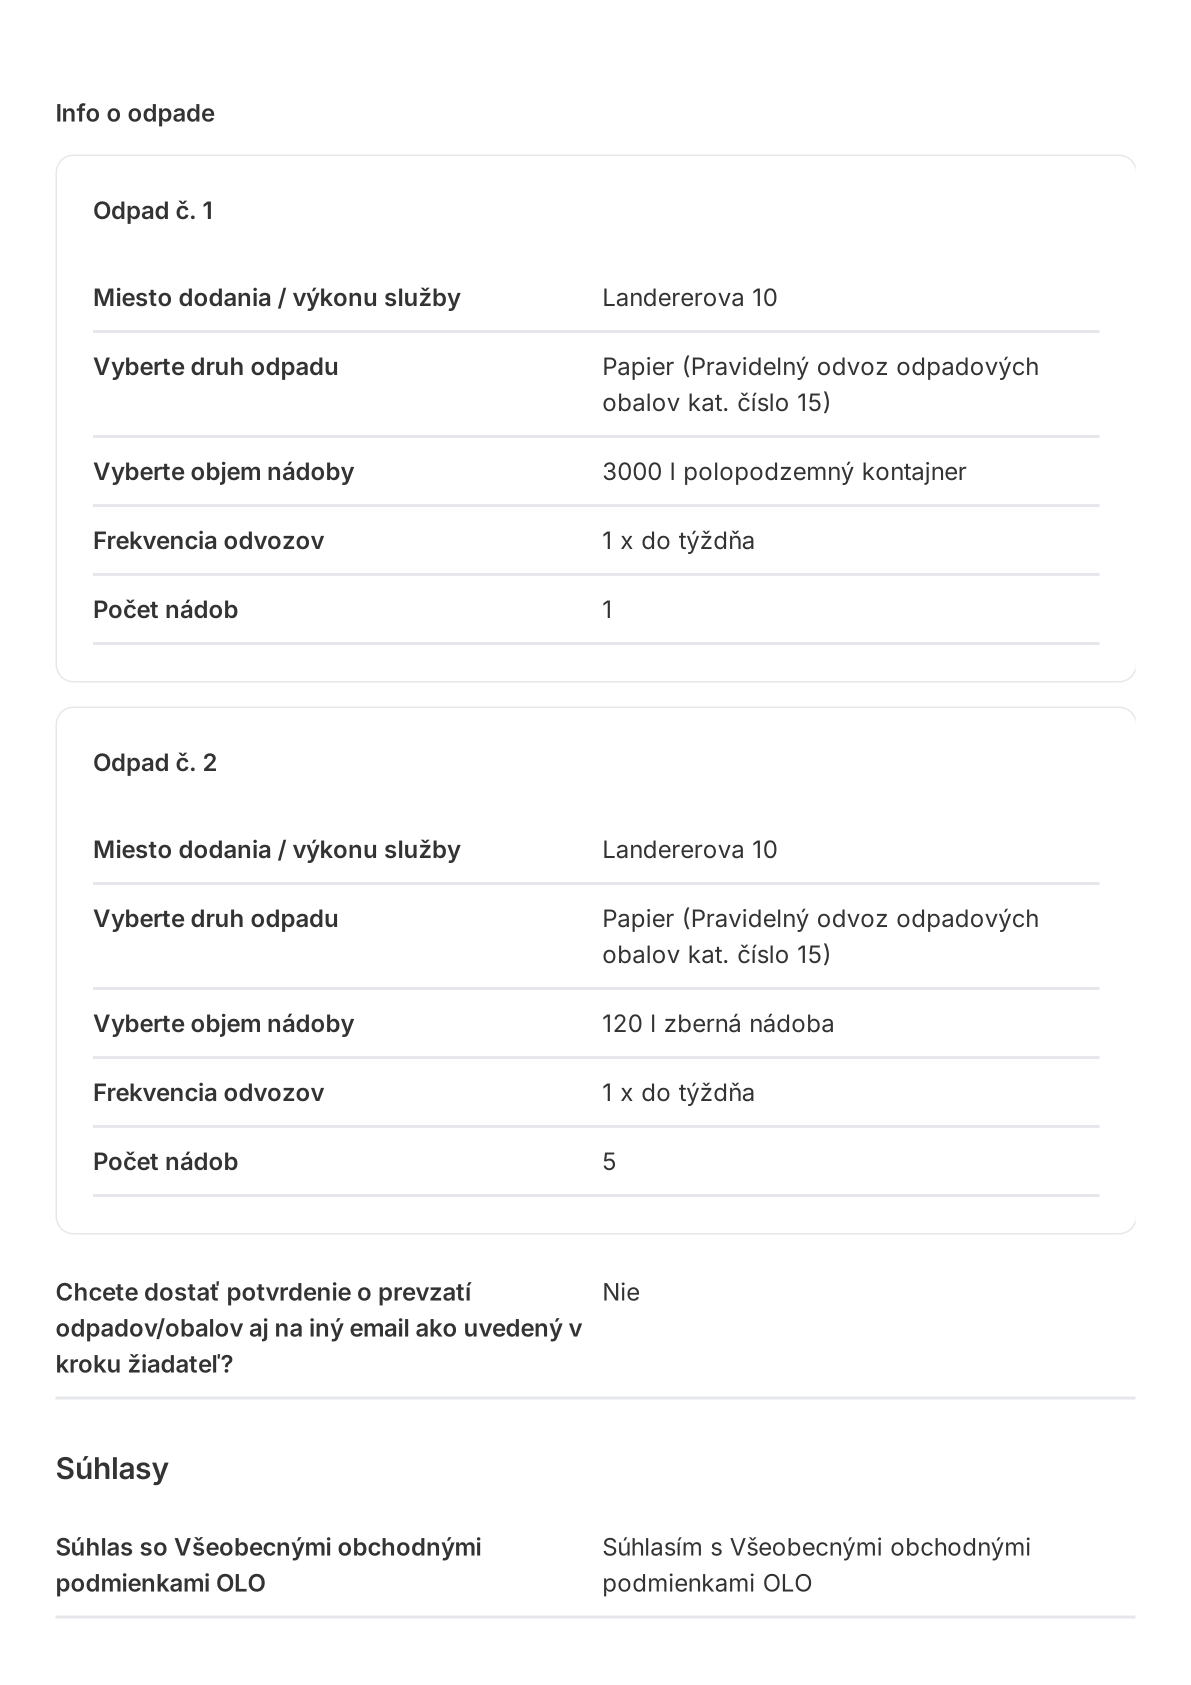 Info o odpade
Odpad č. 1
Miesto dodania / výkonu služby
Landererova 10
Vyberte druh odpadu
Papier (Pravidelný odvoz odpadových
obalov kat. číslo 15)
Vyberte objem nádoby
3000 l polopodzemný kontajner
Frekvencia odvozov
1 x do týždňa
Počet nádob
1
Odpad č. 2
Miesto dodania / výkonu služby
Landererova 10
Vyberte druh odpadu
Papier (Pravidelný odvoz odpadových
obalov kat. číslo 15)
Vyberte objem nádoby
120 l zberná nádoba
Frekvencia odvozov
1 x do týždňa
Počet nádob
5
Chcete dostať potvrdenie o prevzatí
odpadov/obalov aj na iný email ako uvedený v
kroku žiadateľ?
Nie
Súhlasy
Súhlas so Všeobecnými obchodnými
podmienkami OLO
Súhlasím s Všeobecnými obchodnými
podmienkami OLO